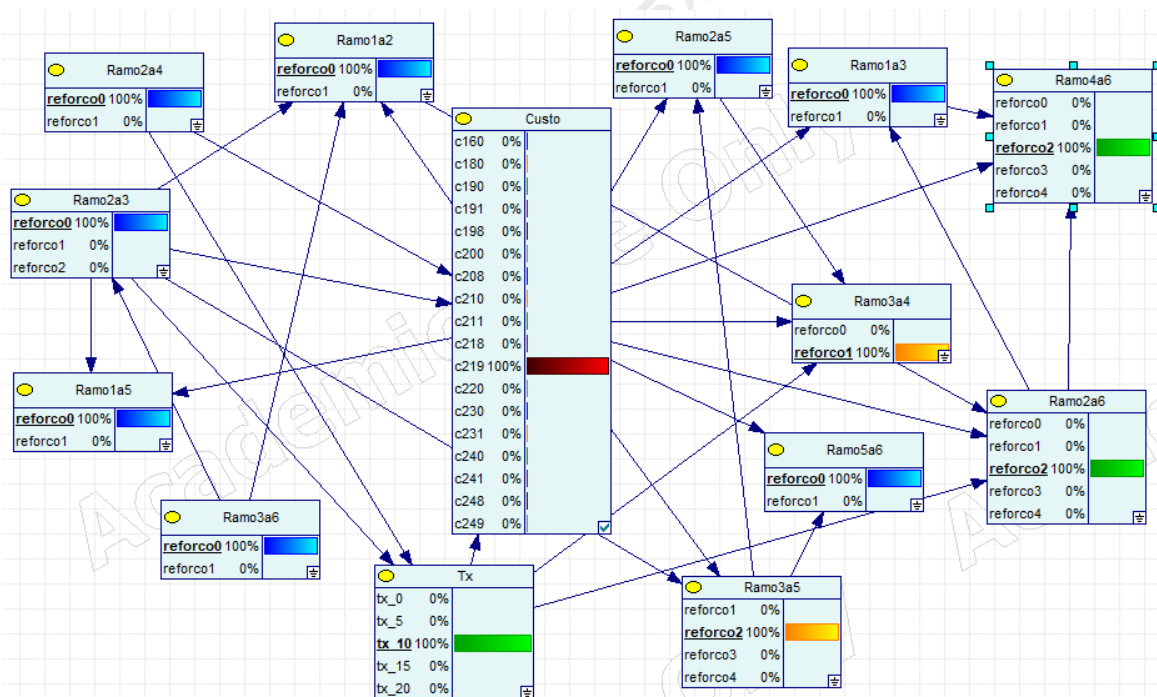 Ramo2a4
reforco0 100%
reforco1 0%
Ramo1a2
reforco0 100%
reforco1 0%
Ramo2a5
reforco0 100%
reforco1 0%
Ramo1a3
reforco0 100%
reforco1 0%
Ramo4a6
reforco0 0%
reforco1 0%
reforco2 100%
reforco3 0%
reforco4 0%
Custo
c160 0%
c180 0%
c190 0%
c191 0%
c198 0%
c200 0%
c208 0%
c210 0%
c211 0%
c218 0%
c219 100%
c220 0%
c230 0%
c231 0%
c240 0%
c241 0%
c248 0%
c249 0%
Ramo2a3
reforco0 100%
reforco1 0%
reforco2 0%
Ramo3a4
reforco0 0%
reforco1 100%
Ramo1a5
reforco0 100%
reforco1 0%
Ramo2a6
reforco0 0%
reforco1 0%
reforco2 100%
reforco3 0%
reforco4 0%
Ramo5a6
reforco0 100%
reforco1 0%
Ramo3a6
reforco0 100%
reforco1 0%
Tx
tx_0 0%
tx_5 0%
tx_10 100%
tx_15 0%
tx_20 0%
Ramo3a5
reforco1 0%
reforco2 100%
reforco3 0%
reforco4 0%
Academic
Only